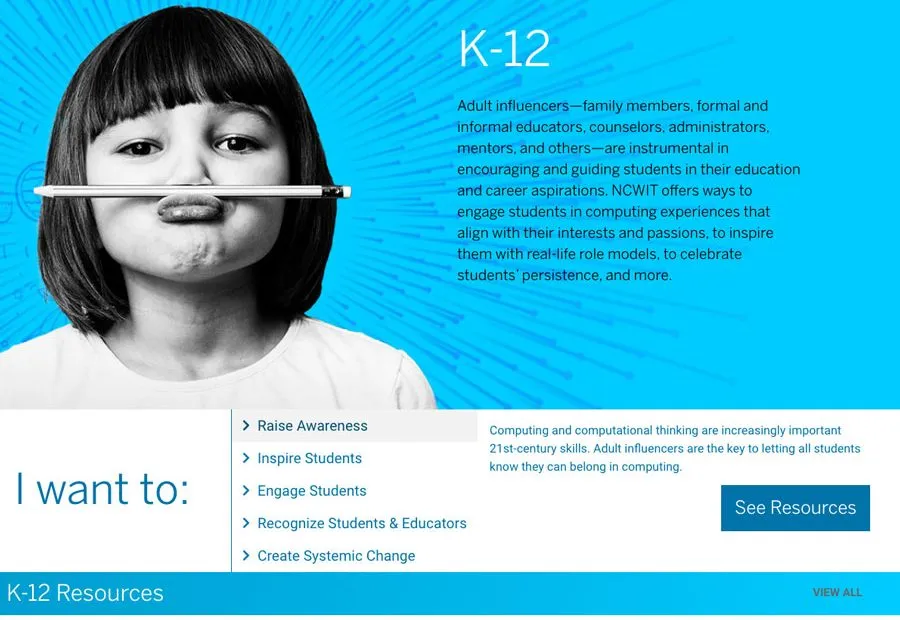 K-12
Adult influencers—family members, formal and
informal educators, counselors, administrators,
mentors, and others—are instrumental in
encouraging and guiding students in their education
and career aspirations. NCWIT offers ways to
engage students in computing experiences that
align with their interests and passions, to inspire
them with real-life role models, to celebrate
students’ persistence, and more.
I want to:
Raise Awareness
Inspire Students
Engage Students
Recognize Students & Educators
Create Systemic Change
Computing and computational thinking are increasingly important
21st-century skills. Adult influencers are the key to letting all students
know they can belong in computing.
See Resources
K-12 Resources
VIEW ALL